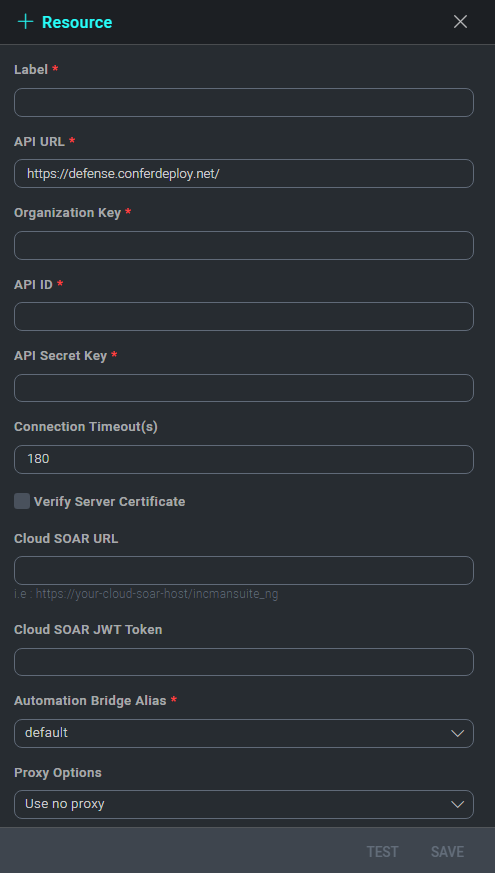 + Resource
Label *
API URL *
https://defense.conferdeploy.net/
Organization Key *
API ID *
API Secret Key *
Connection Timeout(s)
180
Verify Server Certificate
Cloud SOAR URL
i.e : https://your-cloud-soar-host/incmansuite_ng
Cloud SOAR JWT Token
Automation Bridge Alias *
default
Proxy Options
Use no proxy
TEST SAVE